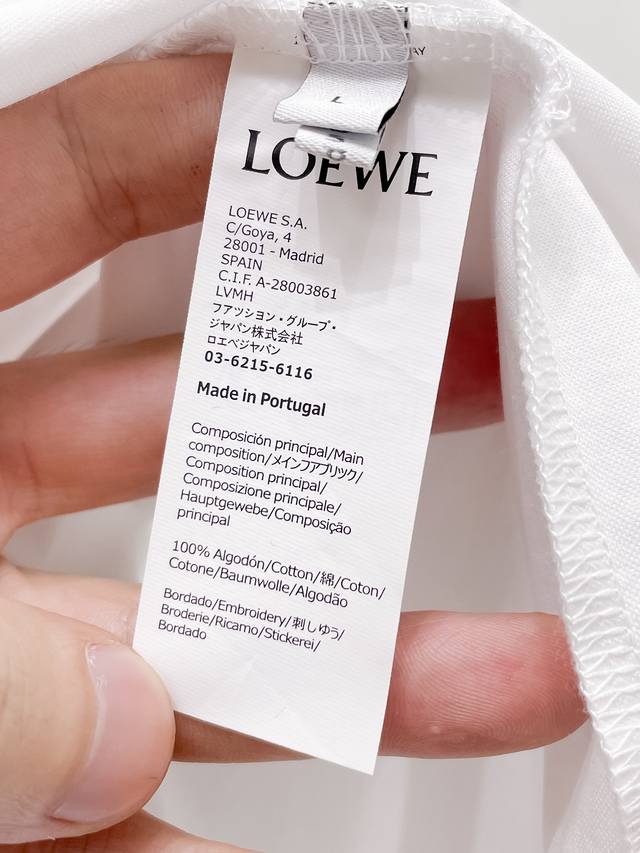 AY
L
LOEWE
LOEWE S.A.
C/Goya, 4
28001 - Madrid
SPAIN
C.I.F. A-28003861
LVMH
ファッション・グループ・
ジャパン株式会社
ロエベジャパン
03-6215-6116
Made in Portugal
Composición principal/Main
composition/メインファブリック/
Composition principal/
Composizione principale/
Hauptgewebe/Composição
principal
100% Algodón/Cotton/綿/Coton/
Cotone/Baumwolle/Algodão
Bordado/Embroidery/刺しゅう/
Broderie/Ricamo/Stickerei/
Bordado